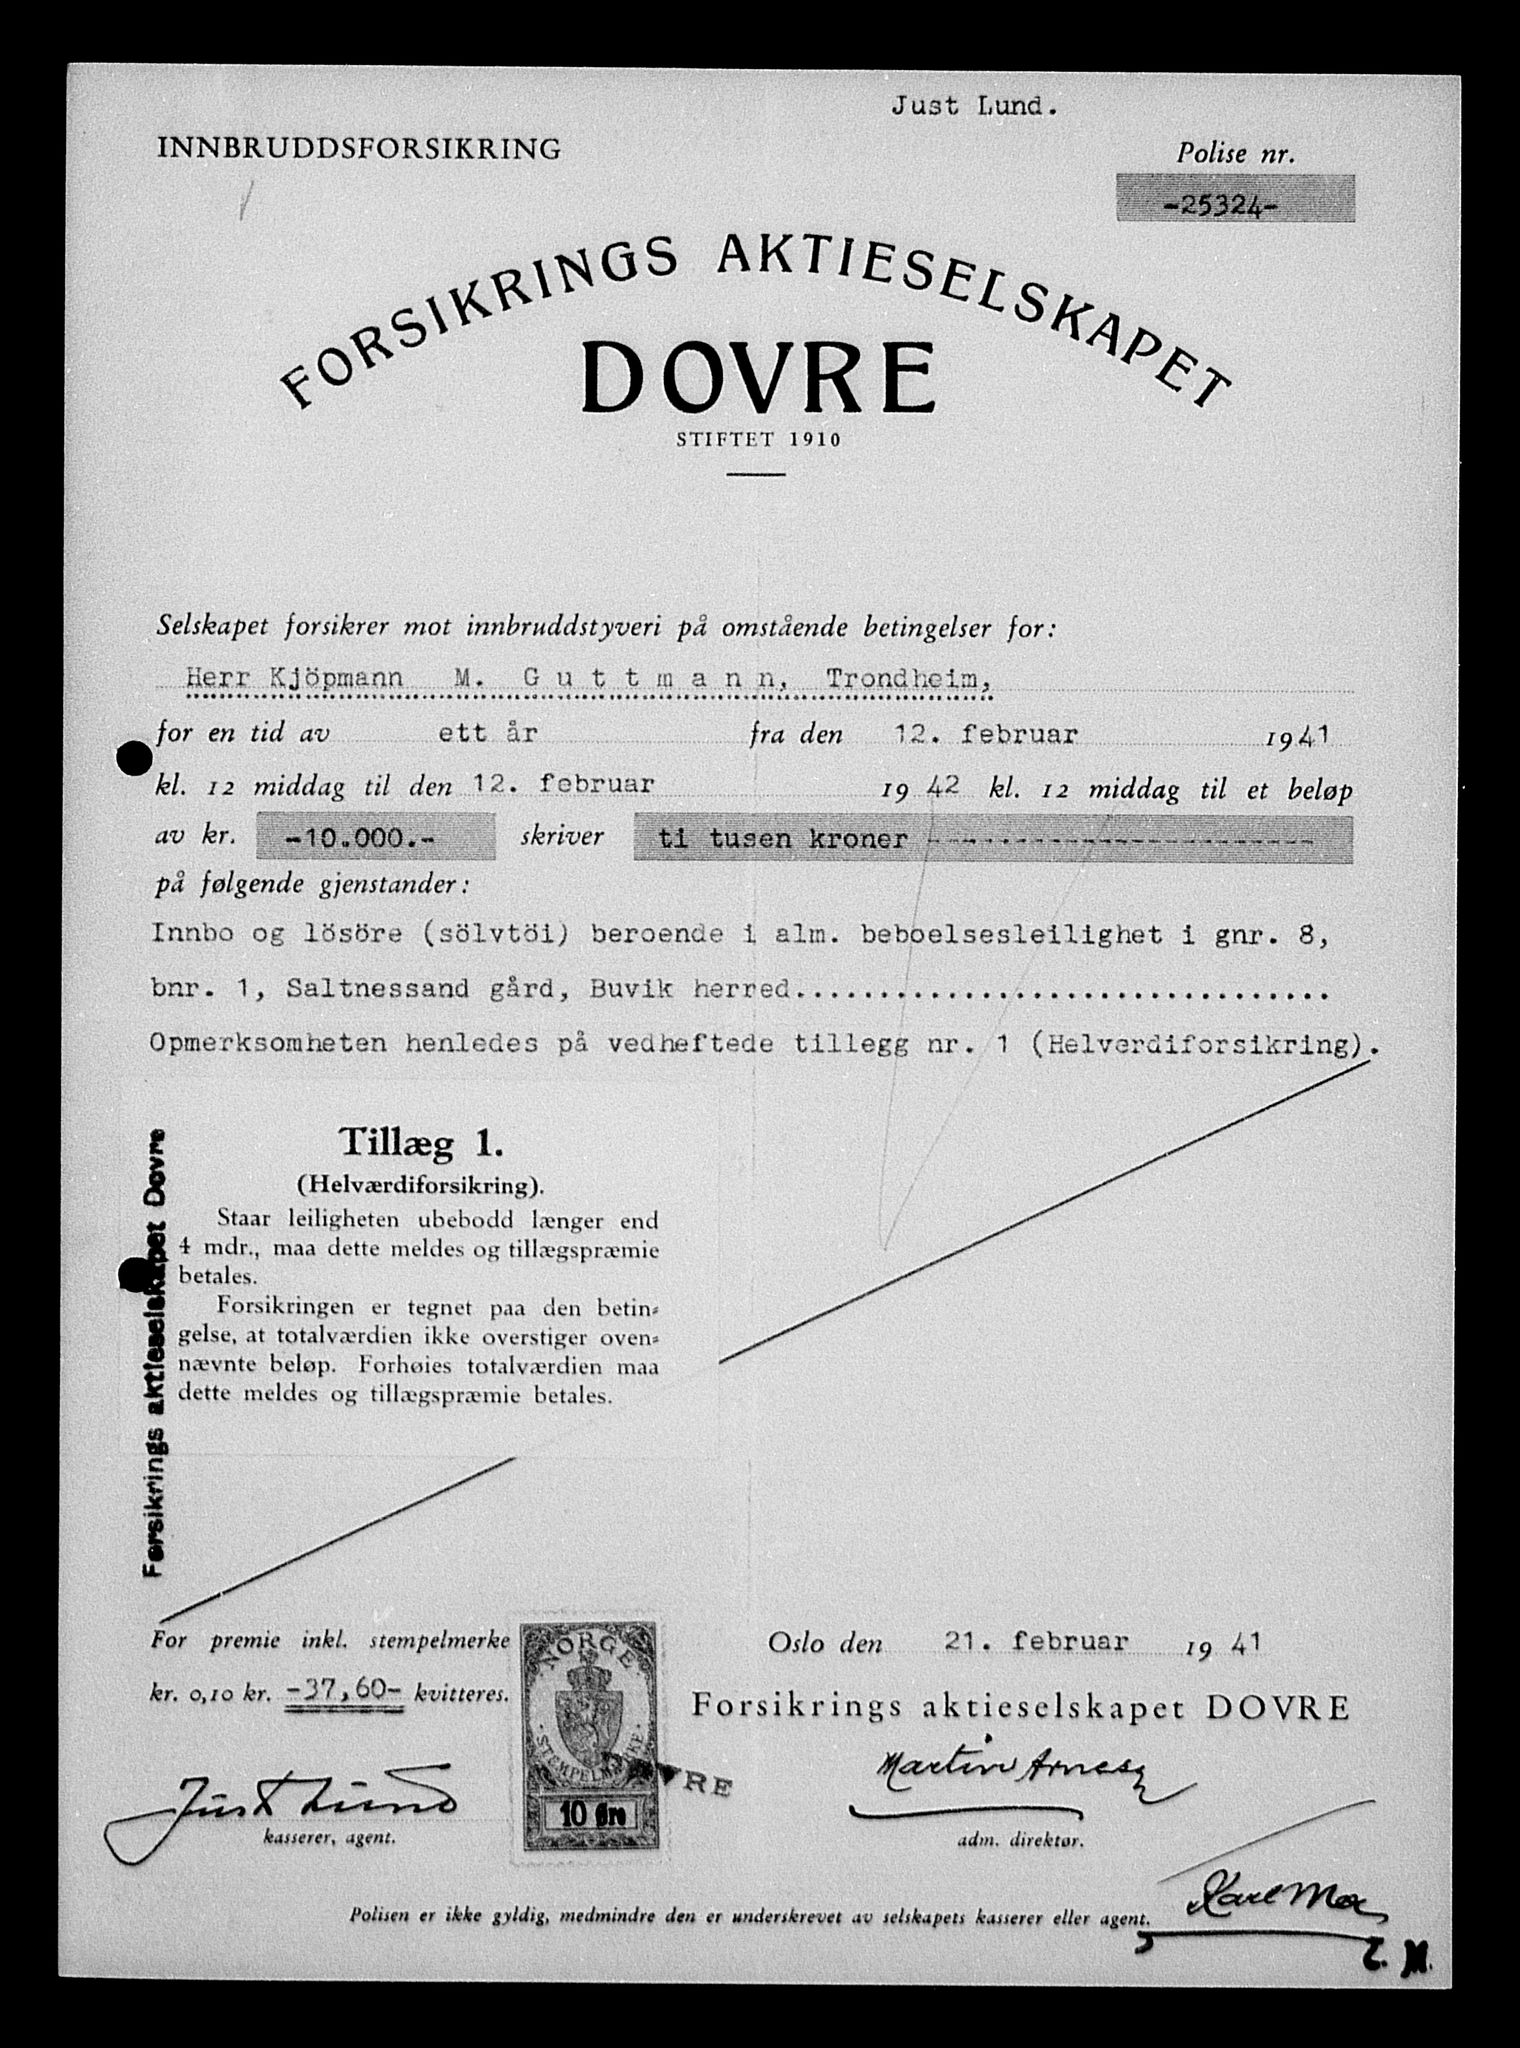 Just Lund.
INNBRUDDSFORSIKRING
Polise nr.
-25324-
FORSIKRINGS AKTIESELSKAPET
DOVRE
STIFTET 1910
Selskapet forsikrer mot innbruddstyveri på omstående betingelser for:
Herr Kjöpmann M. Guttmann, Trondheim,
for en tid av ett år fra den 12. februar 1941
kl. 12 middag til den 12. februar 1942 kl. 12 middag til et beløp
av kr. -10.000.- skriver ti tusen kroner --------------------
på følgende gjenstander:
Innbo og lösöre (sölvtöi) beroende i alm. beboelsesleilighet i gnr. 8,
bnr. 1, Saltnessand gård, Buvik herred.................................
Opmerksomheten henledes på vedheftede tillegg nr. 1 (Helverdiforsikring).
Tillæg 1.
(Helværdiforsikring).
Staar leiligheten ubebodd længer end
4 mdr., maa dette meldes og tillægspræmie
betales.
Forsikringen er tegnet paa den betin-
gelse, at totalværdien ikke overstiger oven-
nævnte beløp. Forhøies totalværdien maa
dette meldes og tillægspræmie betales.
Forsikrings aktieselskapet Dovre
For premie inkl. stempelmerke
kr. 0,10 kr. -37,60- kvitteres.
Just Lund
kasserer, agent.
NORGE
STEMPELMERKE
10 Øre
DOVRE
Oslo den 21. februar 1941
Forsikrings aktieselskapet DOVRE
Martin Arnesen
adm. direktør.
Karl Moe
Polisen er ikke gyldig, medmindre den er underskrevet av selskapets kasserer eller agent.